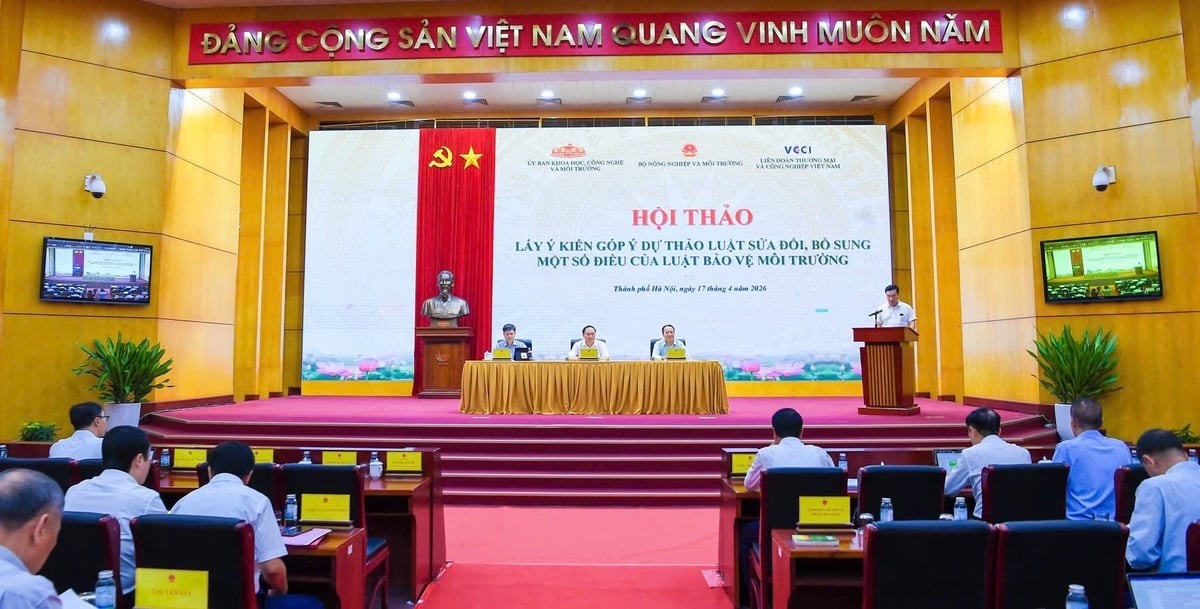 ĐẢNG CỘNG SẢN VIỆT NAM QUANG VINH MUÔN NĂM
ỦY BAN KHOA HỌC, CÔNG NGHỆ
VÀ MÔI TRƯỜNG
BỘ NÔNG NGHIỆP VÀ MÔI TRƯỜNG
VCCI
LIÊN ĐOÀN THƯƠNG MẠI
VÀ CÔNG NGHIỆP VIỆT NAM
HỘI THẢO
LẤY Ý KIẾN GÓP Ý DỰ THẢO LUẬT SỬA ĐỔI, BỔ SUNG
MỘT SỐ ĐIỀU CỦA LUẬT BẢO VỆ MÔI TRƯỜNG
Thành phố Hà Nội, ngày 17 tháng 4 năm 2026
CHUYÊN GIA